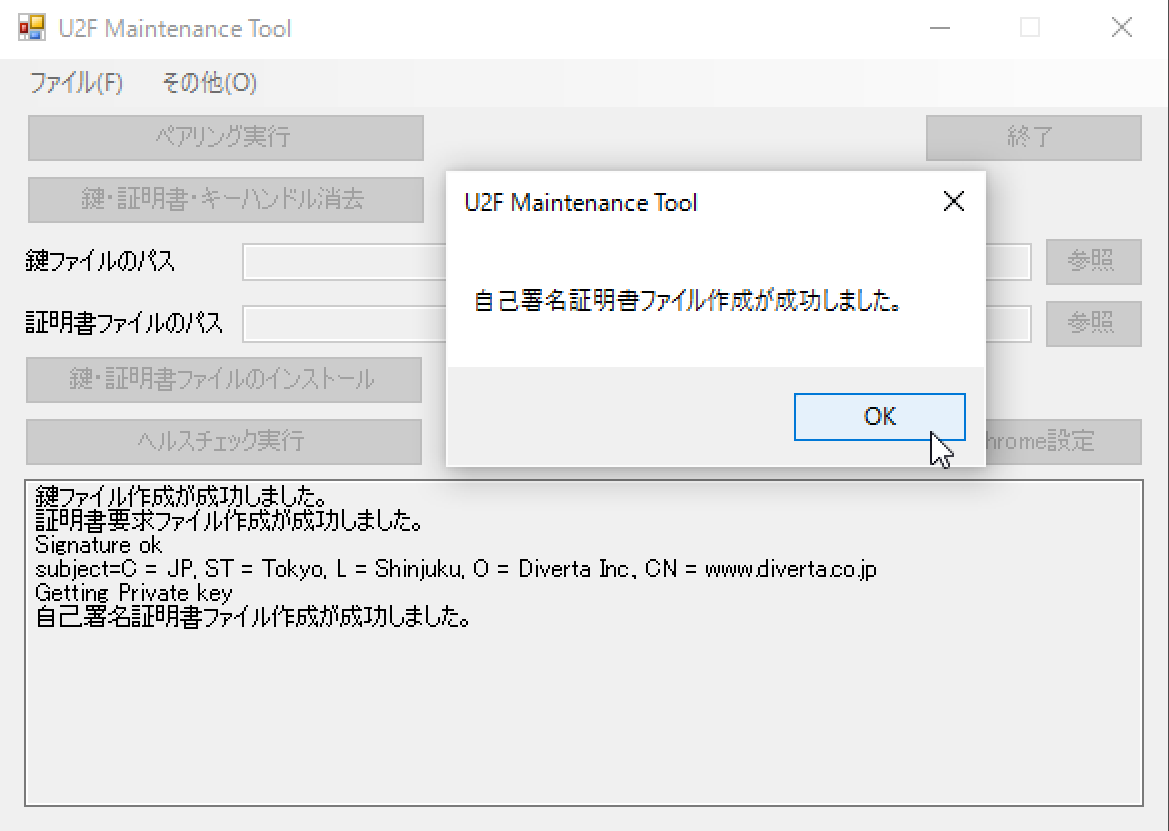 U2F Maintenance Tool
ファイル(F) その他(O)
ペアリング実行 終了
鍵・証明書・キーハンドル消去
U2F Maintenance Tool
鍵ファイルのパス 参照
自己署名証明書ファイル作成が成功しました。
証明書ファイルのパス 参照
鍵・証明書ファイルのインストール
OK
ヘルスチェック実行 hrome設定
鍵ファイル作成が成功しました。
証明書要求ファイル作成が成功しました。
Signature ok
subject=C = JP, ST = Tokyo, L = Shinjuku, O = Diverta Inc., CN = www.diverta.co.jp
Getting Private key
自己署名証明書ファイル作成が成功しました。